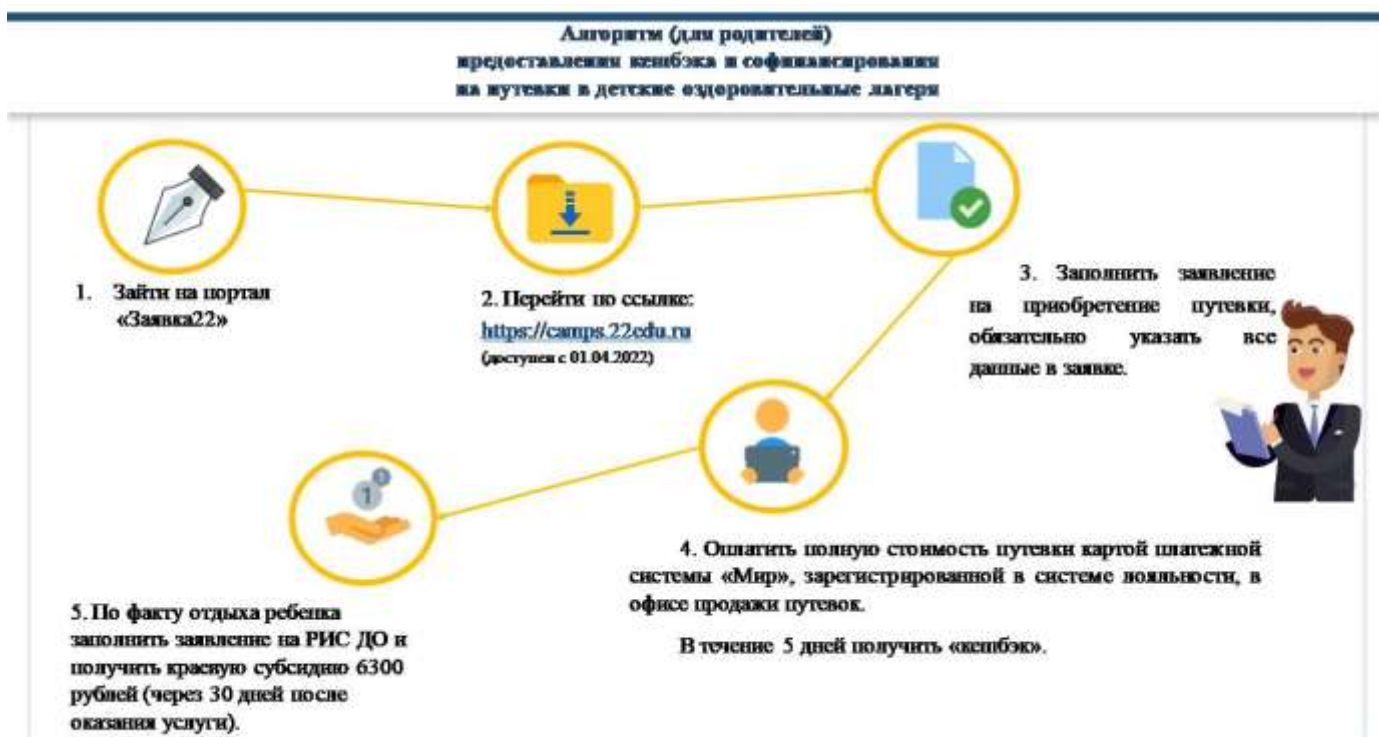 Алгоритм (для родителей)
предоставления кешбэка и софинансирования
на путевки в детские оздоровительные лагеря
1. Зайти на портал
«Заявка22»
2. Перейти по ссылке:
https://camps.22edu.ru
(доступен с 01.04.2022)
3. Заполнить заявление
на приобретение путевки,
обязательно указать все
данные в заявке.
4. Оплатить полную стоимость путевки картой платежной
системы «Мир», зарегистрированной в системе лояльности, в
офисе продажи путевок.
В течение 5 дней получить «кешбэк».
5. По факту отдыха ребенка
заполнить заявление на РИС ДО и
получить краевую субсидию 6300
рублей (через 30 дней после
оказания услуги).
1
1